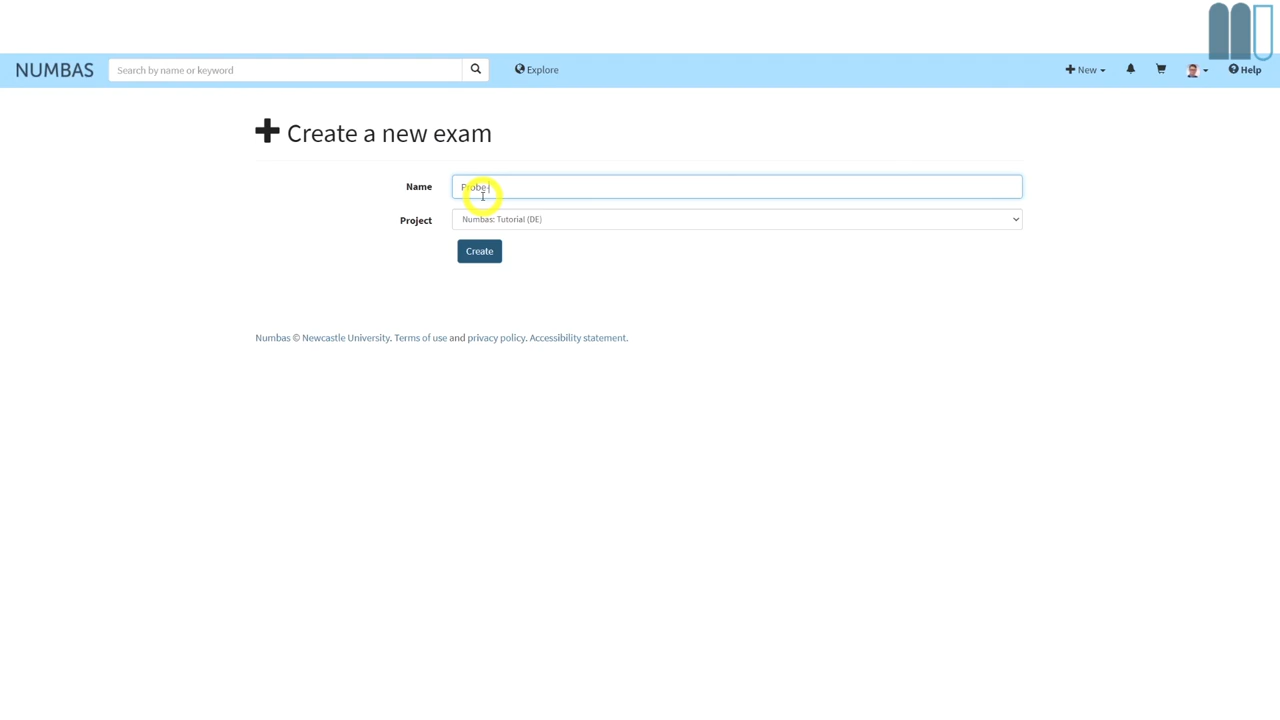 NUMBAS Search by name or keyword Explore New Help
Create a new exam
Name Probe-
Project Numbas: Tutorial (DE)
Create
Numbas © Newcastle University. Terms of use and privacy policy. Accessibility statement.